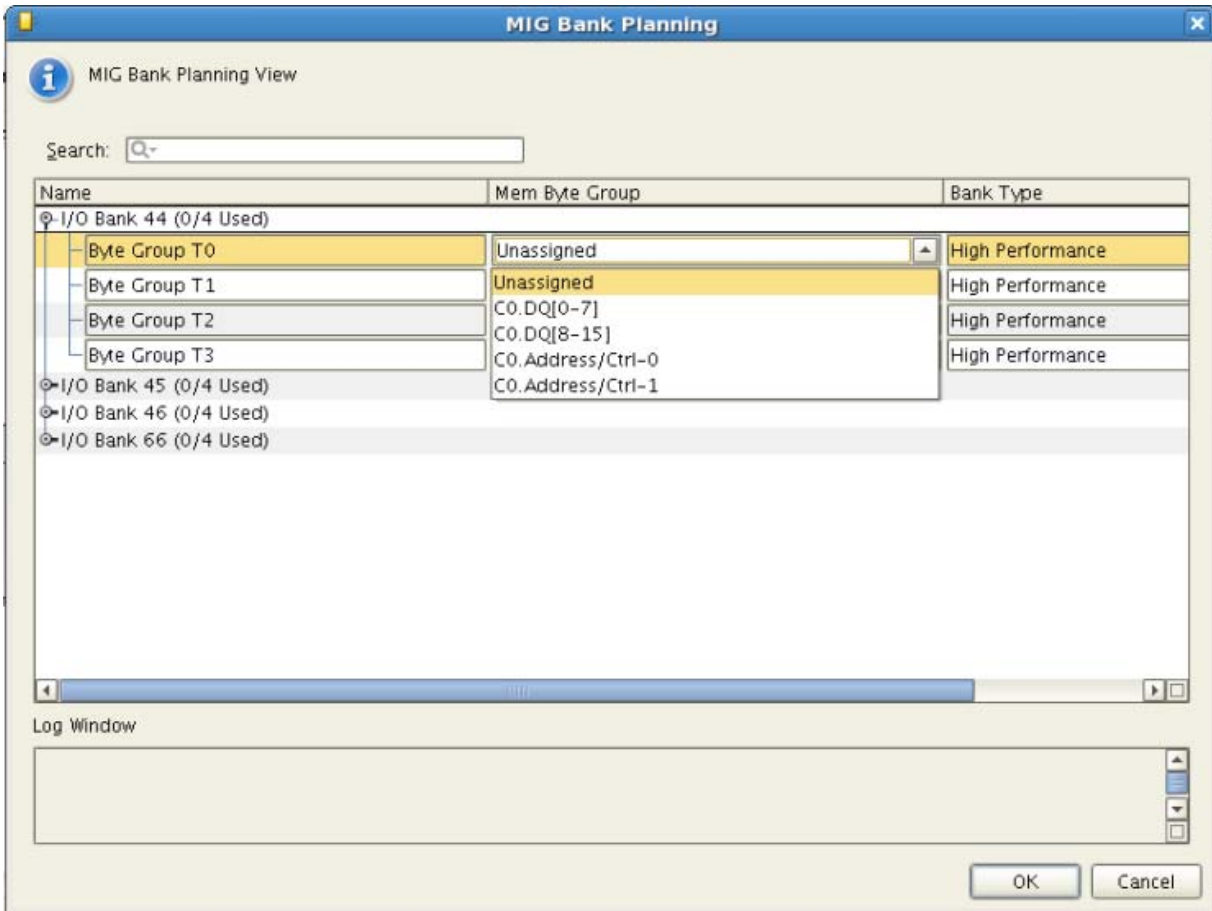 MIG Bank Planning
MIG Bank Planning View
Search:
Name Mem Byte Group Bank Type
I/O Bank 44 (0/4 Used)
Byte Group T0 Unassigned High Performance
Byte Group T1 Unassigned High Performance
Byte Group T2 C0.DQ[0-7] High Performance
C0.DQ[8-15]
Byte Group T3 C0.Address/Ctrl-0 High Performance
I/O Bank 45 (0/4 Used) C0.Address/Ctrl-1
I/O Bank 46 (0/4 Used)
I/O Bank 66 (0/4 Used)
Log Window
OK Cancel